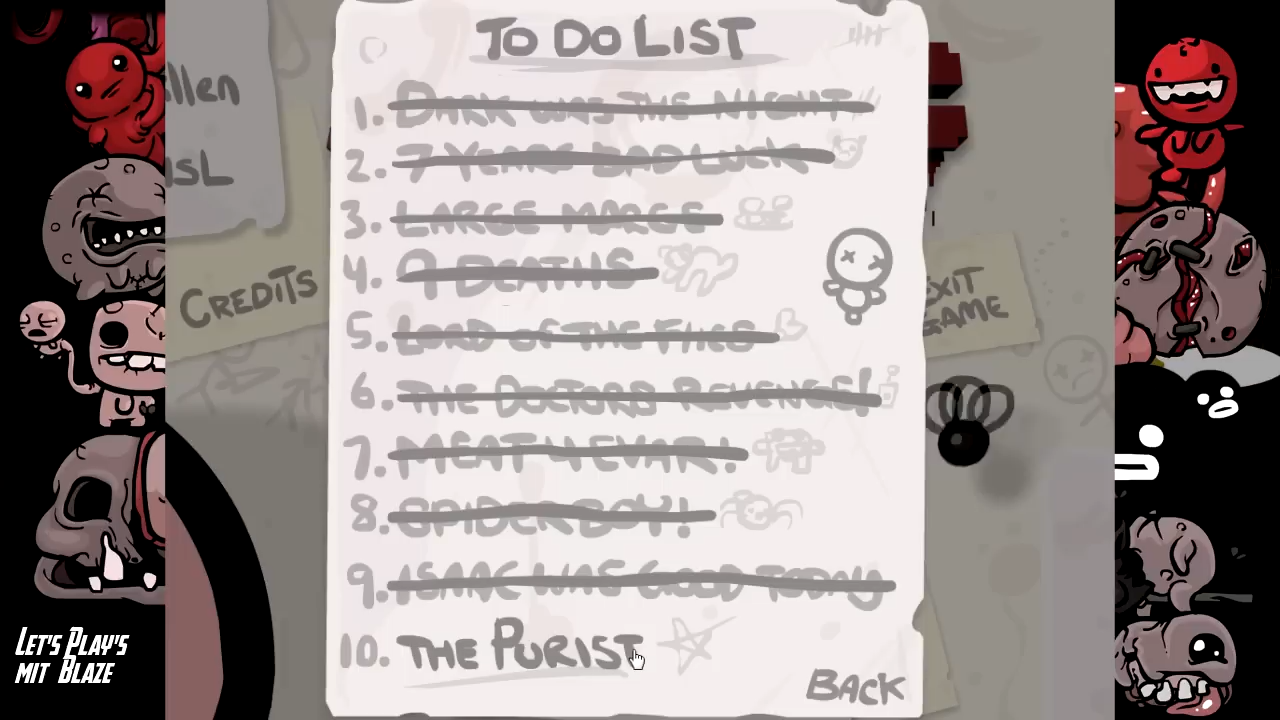 TO DO LIST
1. DARK WAS THE NIGHT
2. 7 YEARS BAD LUCK
3. LARGE MARGE
4. 9 DEATHS
5. LORD OF THE FLIES
6. THE DOCTORS REVENGE!
7. MEAT 4 EVAR!
8. SPIDER BOY!
9. ISAAC WAS GOOD TODAY
10. THE PURIST
BACK
CREDITS
EXIT
GAME
LET'S PLAY'S
MIT BLAZE